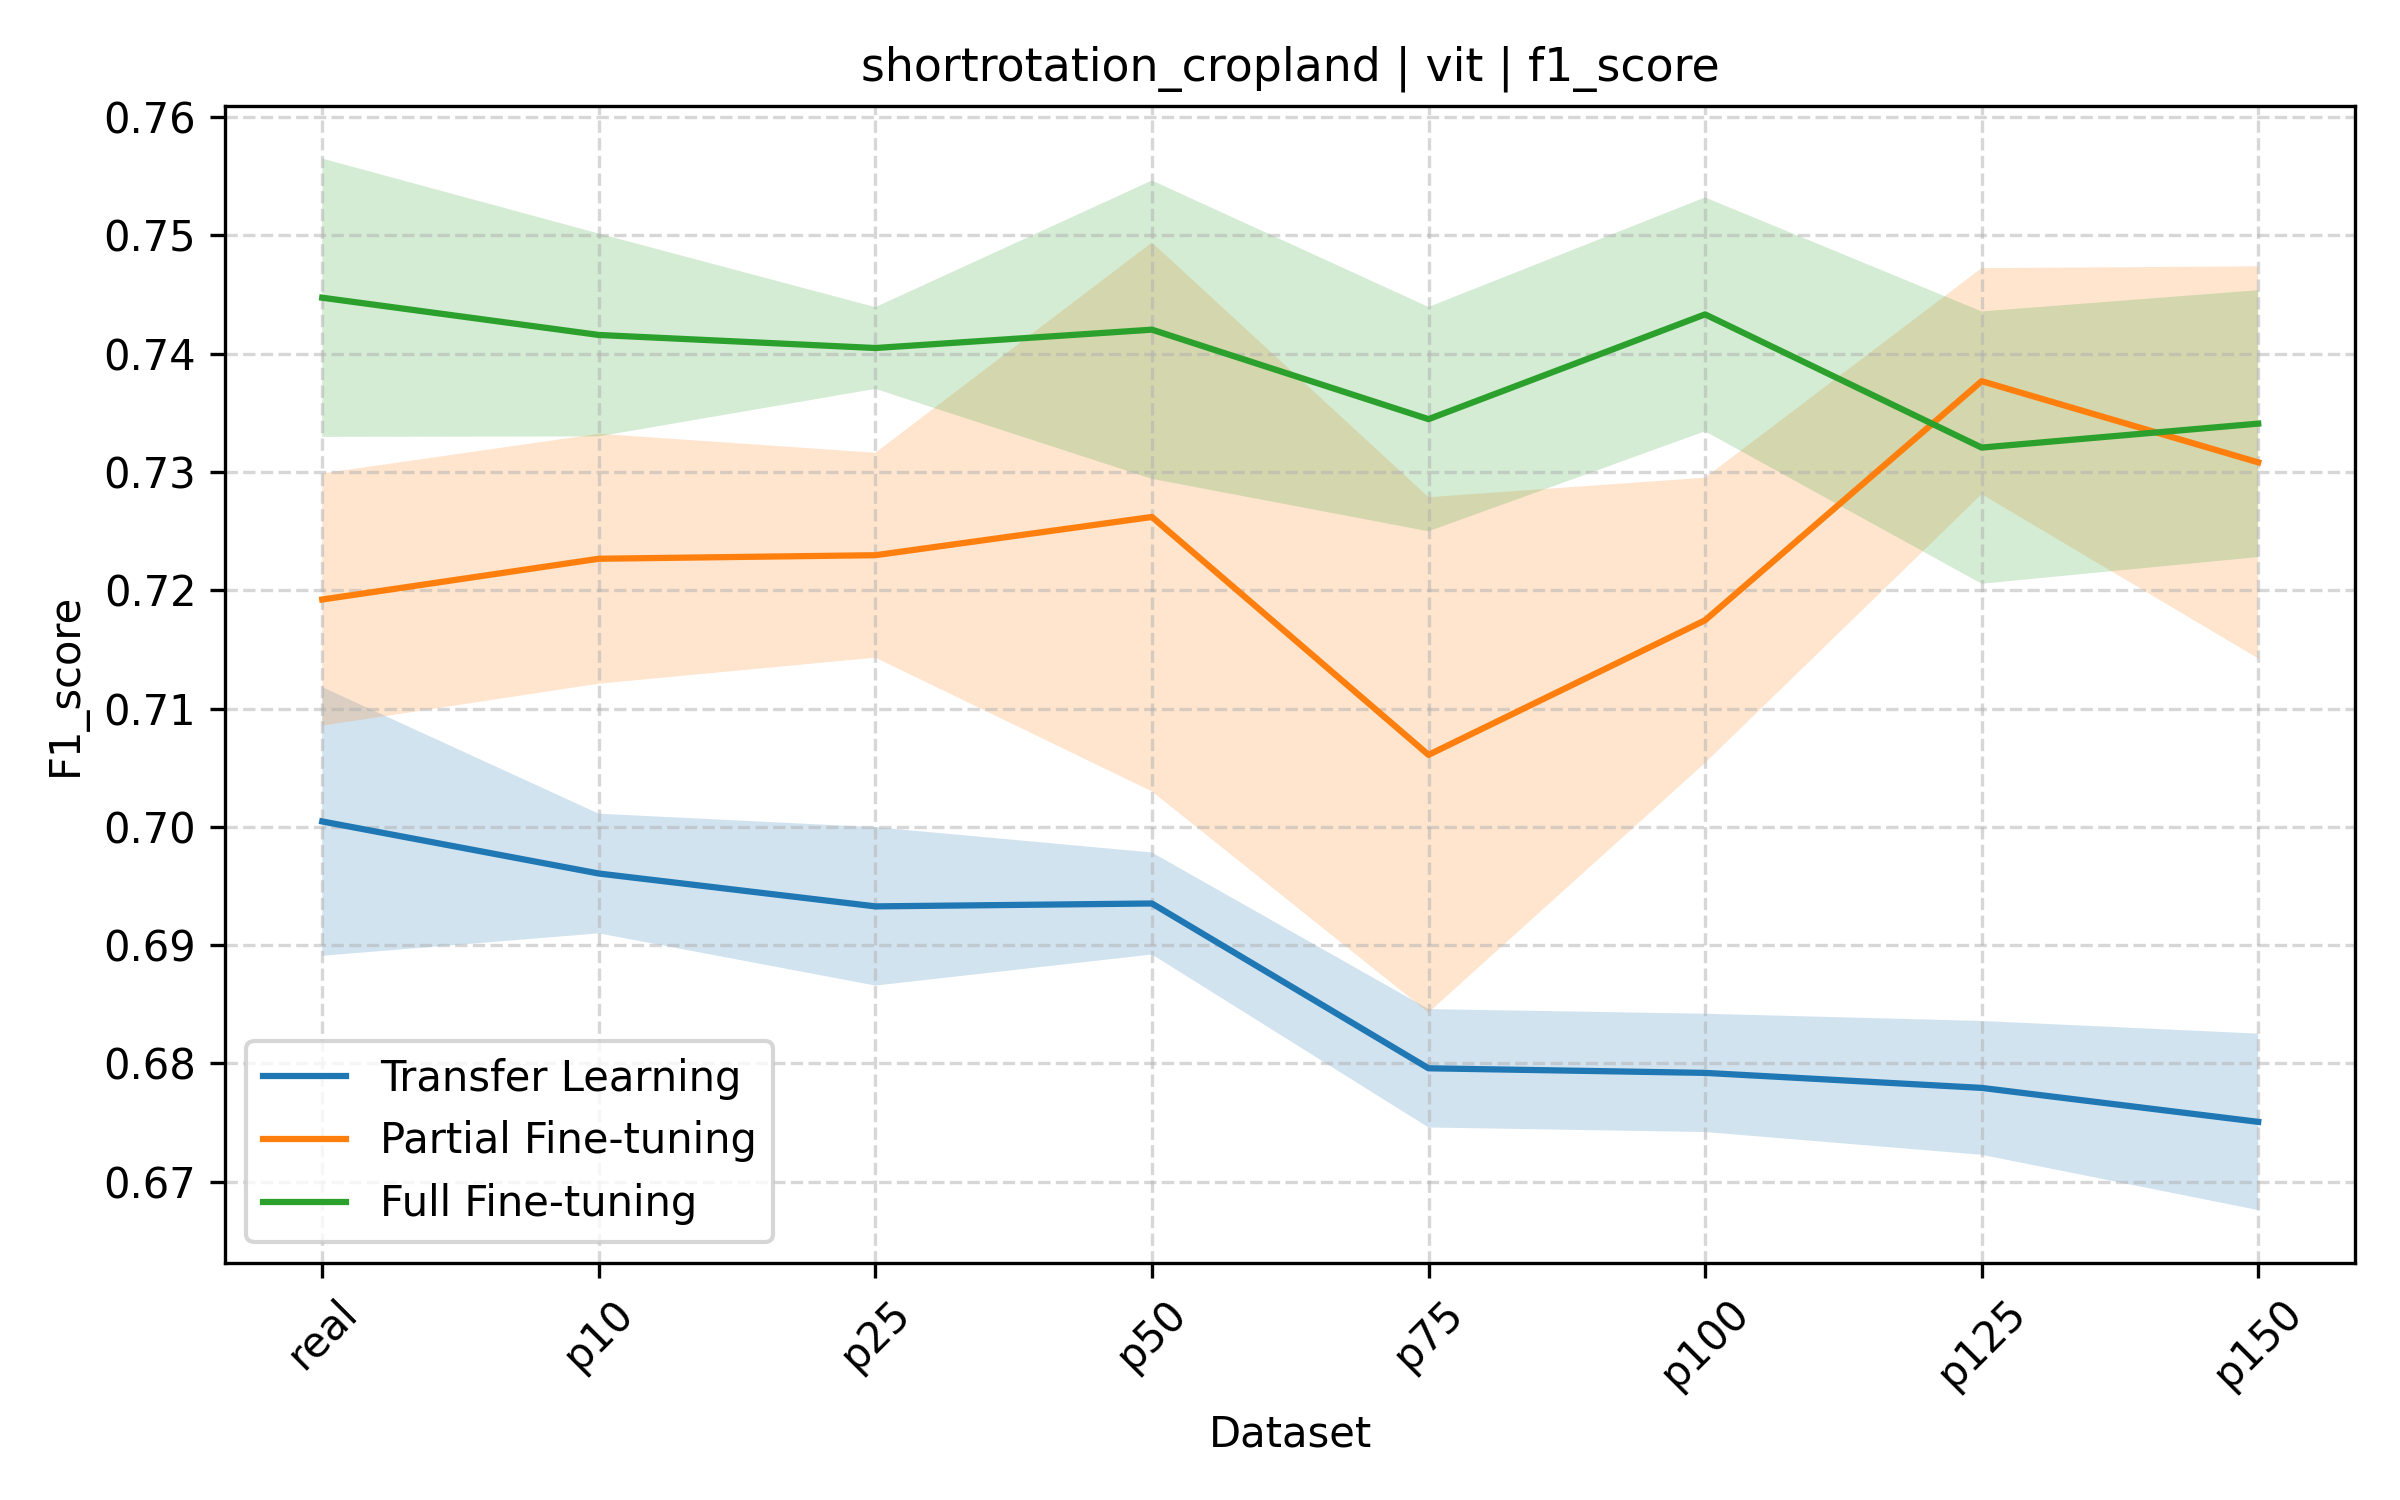 shortrotation_cropland | vit | f1_score
F1_score
0.76
0.75
0.74
0.73
0.72
0.71
0.70
0.69
0.68
0.67
Transfer Learning
Partial Fine-tuning
Full Fine-tuning
real
p10
p25
p50
p75
p100
p125
p150
Dataset